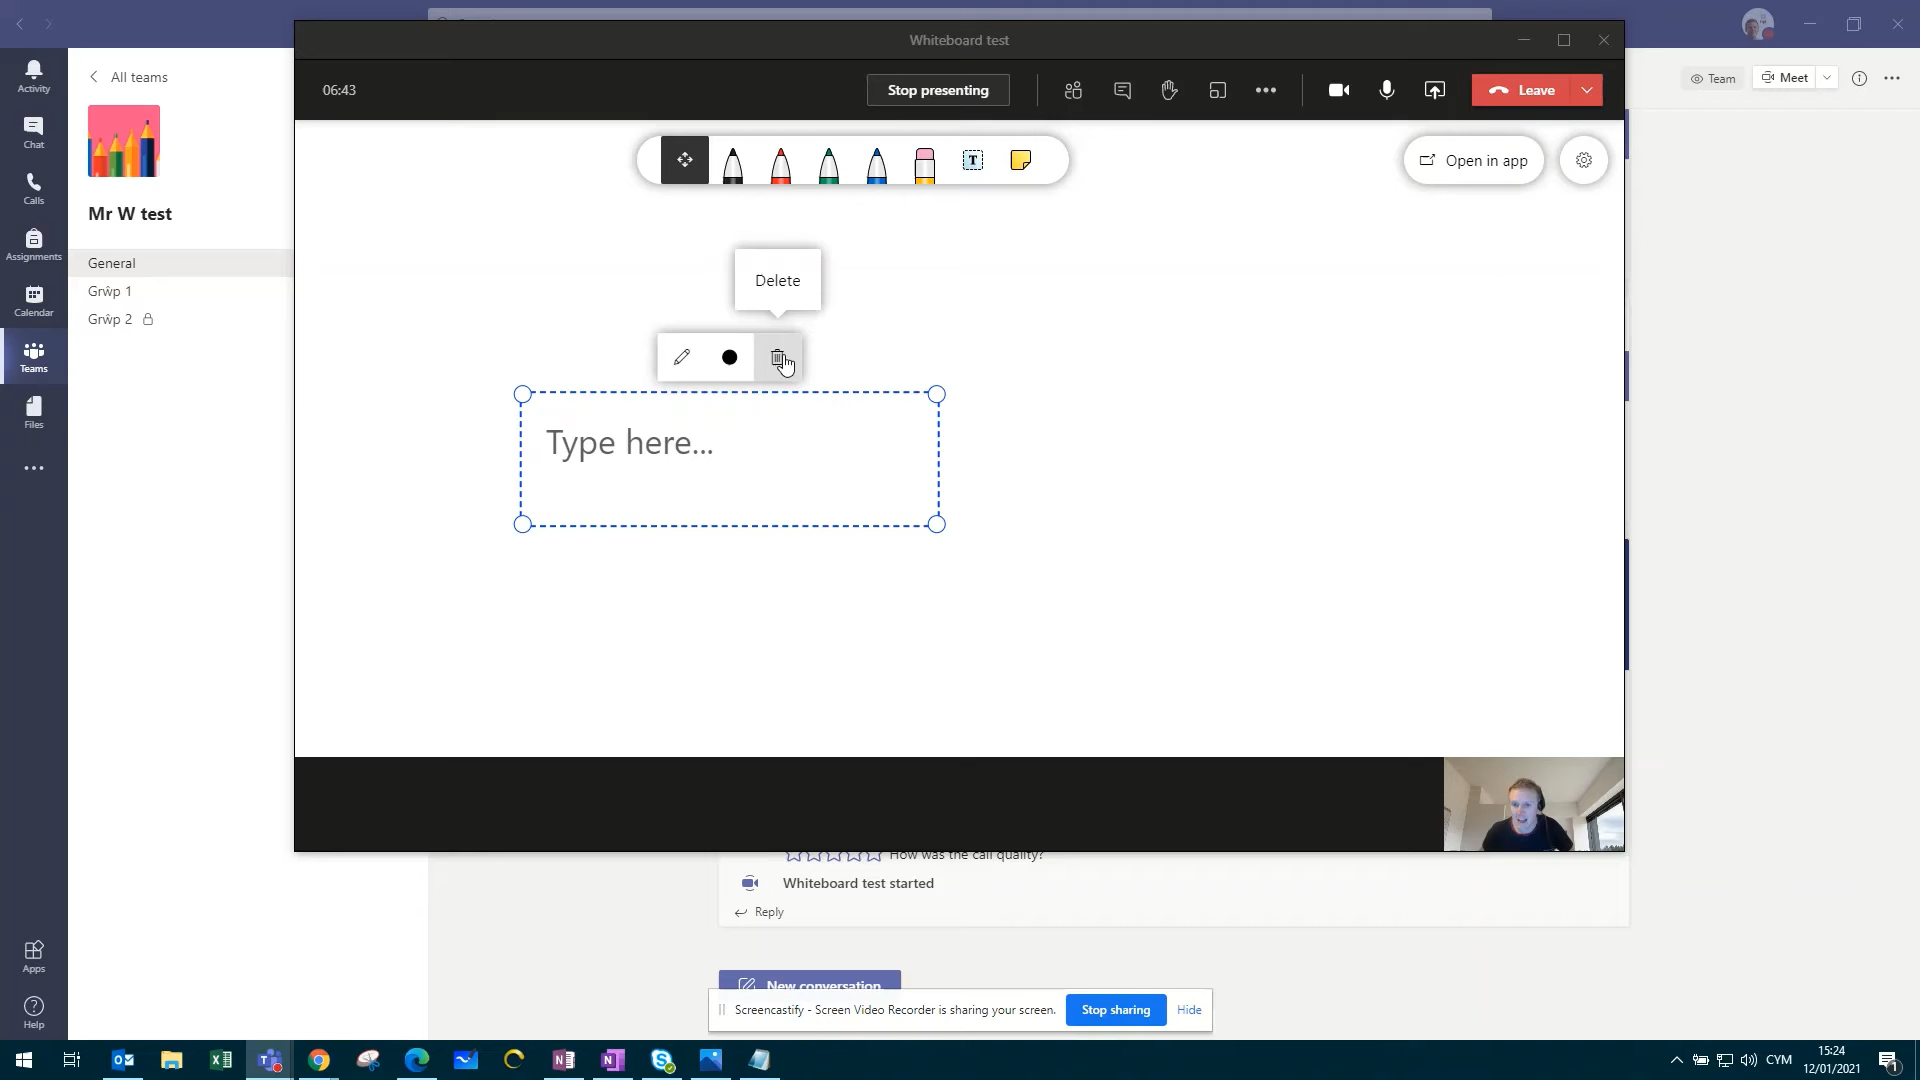 Whiteboard test
06:43
Stop presenting
Leave
Team
Meet
Activity
Chat
Calls
Assignments
Calendar
Teams
Files
Apps
Help
All teams
Mr W test
General
Grŵp 1
Grŵp 2
T
Open in app
Delete
Type here...
How was the call quality?
Whiteboard test started
Reply
New conversation
Screencastify - Screen Video Recorder is sharing your screen.
Stop sharing
Hide
CYM
15:24
12/01/2021
1